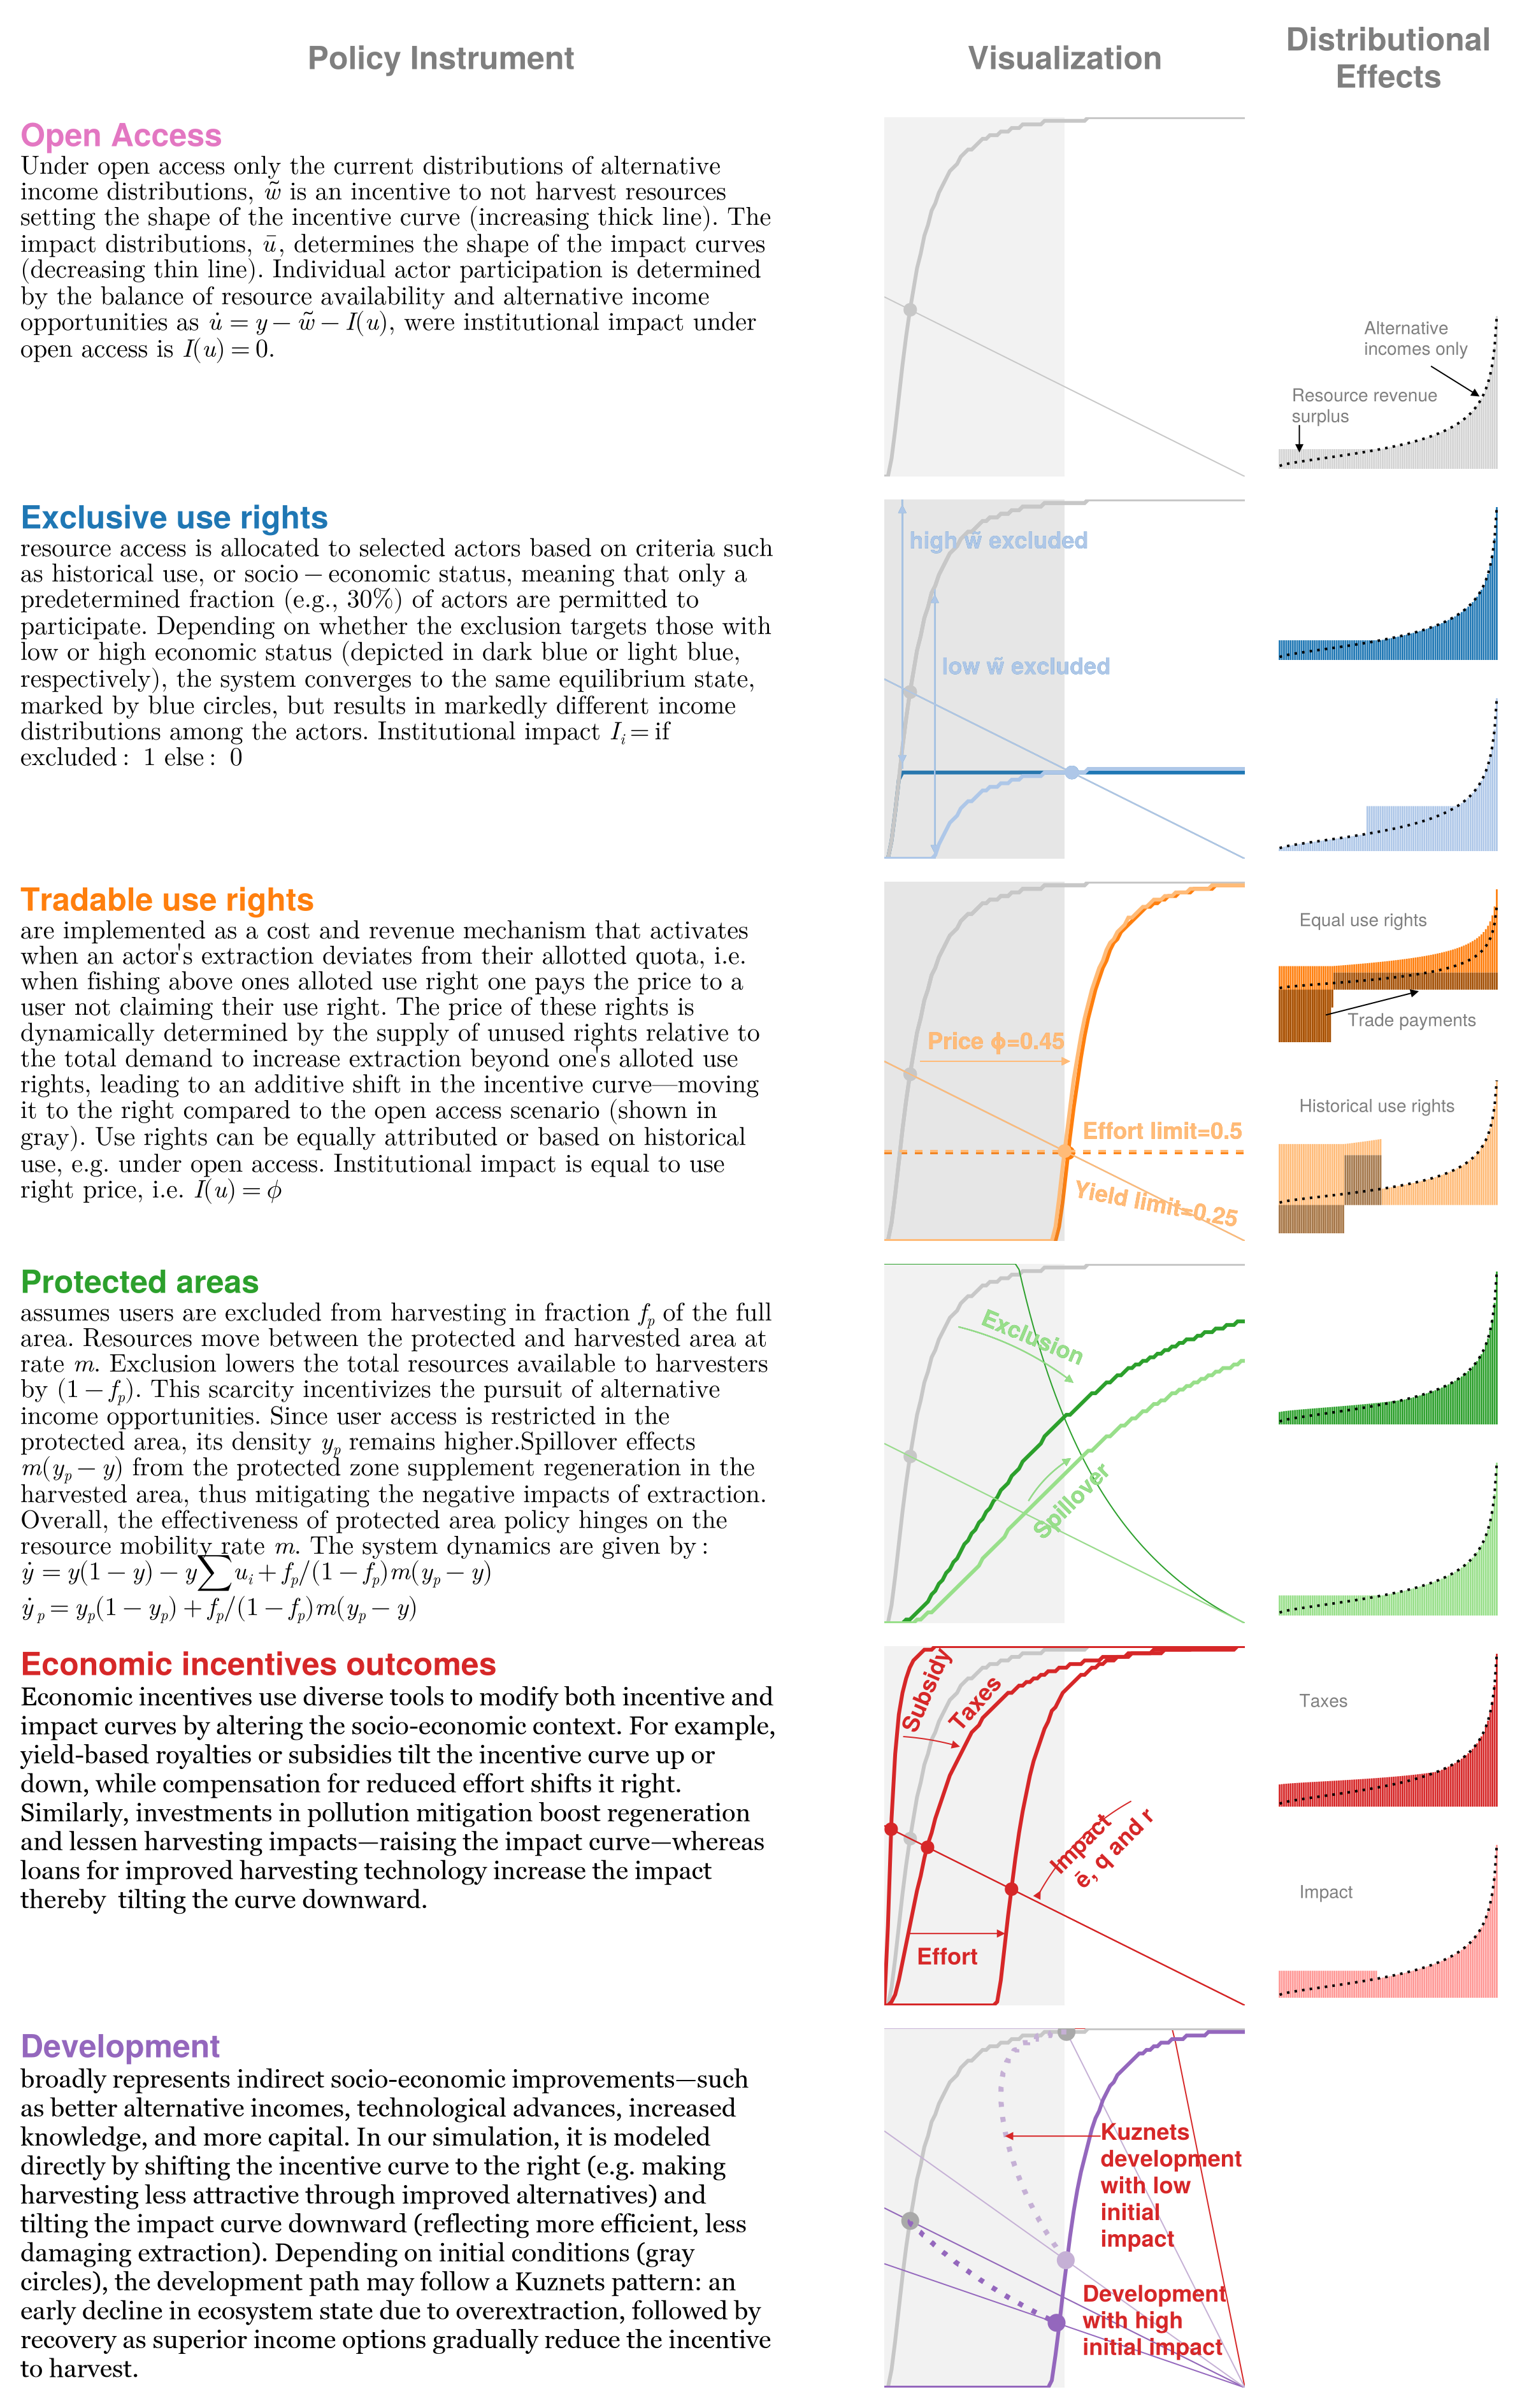 Policy Instrument
Visualization
Distributional
Effects
Open Access
Under open access only the current distributions of alternative
income distributions, w̃ is an incentive to not harvest resources
setting the shape of the incentive curve (increasing thick line). The
impact distributions, ū, determines the shape of the impact curves
(decreasing thin line). Individual actor participation is determined
by the balance of resource availability and alternative income
opportunities as u̇ = y − w̃ − I(u), were institutional impact under
open access is I(u) = 0.
Alternative
incomes only
Resource revenue
surplus
Exclusive use rights
resource access is allocated to selected actors based on criteria such
as historical use, or socio − economic status, meaning that only a
predetermined fraction (e.g., 30%) of actors are permitted to
participate. Depending on whether the exclusion targets those with
low or high economic status (depicted in dark blue or light blue,
respectively), the system converges to the same equilibrium state,
marked by blue circles, but results in markedly different income
distributions among the actors. Institutional impact Iᵢ = if
excluded : 1 else : 0
high w̃ excluded
low w̃ excluded
Tradable use rights
are implemented as a cost and revenue mechanism that activates
when an actor's extraction deviates from their allotted quota, i.e.
when fishing above ones alloted use right one pays the price to a
user not claiming their use right. The price of these rights is
dynamically determined by the supply of unused rights relative to
the total demand to increase extraction beyond one's alloted use
rights, leading to an additive shift in the incentive curve—moving
it to the right compared to the open access scenario (shown in
gray). Use rights can be equally attributed or based on historical
use, e.g. under open access. Institutional impact is equal to use
right price, i.e. I(u) = ϕ
Price ϕ=0.45
Effort limit=0.5
Yield limit=0.25
Equal use rights
Trade payments
Historical use rights
Protected areas
assumes users are excluded from harvesting in fraction fₚ of the full
area. Resources move between the protected and harvested area at
rate m. Exclusion lowers the total resources available to harvesters
by (1 − fₚ). This scarcity incentivizes the pursuit of alternative
income opportunities. Since user access is restricted in the
protected area, its density yₚ remains higher.Spillover effects
m(yₚ − y) from the protected zone supplement regeneration in the
harvested area, thus mitigating the negative impacts of extraction.
Overall, the effectiveness of protected area policy hinges on the
resource mobility rate m. The system dynamics are given by :
ẏ = y(1 − y) − y∑uᵢ + fₚ/(1 − fₚ)m(yₚ − y)
ẏₚ = yₚ(1 − yₚ) + fₚ/(1 − fₚ)m(yₚ − y)
Exclusion
Spillover
Economic incentives outcomes
Economic incentives use diverse tools to modify both incentive and
impact curves by altering the socio-economic context. For example,
yield-based royalties or subsidies tilt the incentive curve up or
down, while compensation for reduced effort shifts it right.
Similarly, investments in pollution mitigation boost regeneration
and lessen harvesting impacts—raising the impact curve—whereas
loans for improved harvesting technology increase the impact
thereby  tilting the curve downward.
Subsidy
Taxes
Impact
ē, q and r
Effort
Taxes
Impact
Development
broadly represents indirect socio-economic improvements—such
as better alternative incomes, technological advances, increased
knowledge, and more capital. In our simulation, it is modeled
directly by shifting the incentive curve to the right (e.g. making
harvesting less attractive through improved alternatives) and
tilting the impact curve downward (reflecting more efficient, less
damaging extraction). Depending on initial conditions (gray
circles), the development path may follow a Kuznets pattern: an
early decline in ecosystem state due to overextraction, followed by
recovery as superior income options gradually reduce the incentive
to harvest.
Kuznets
development
with low
initial
impact
Development
with high
initial impact